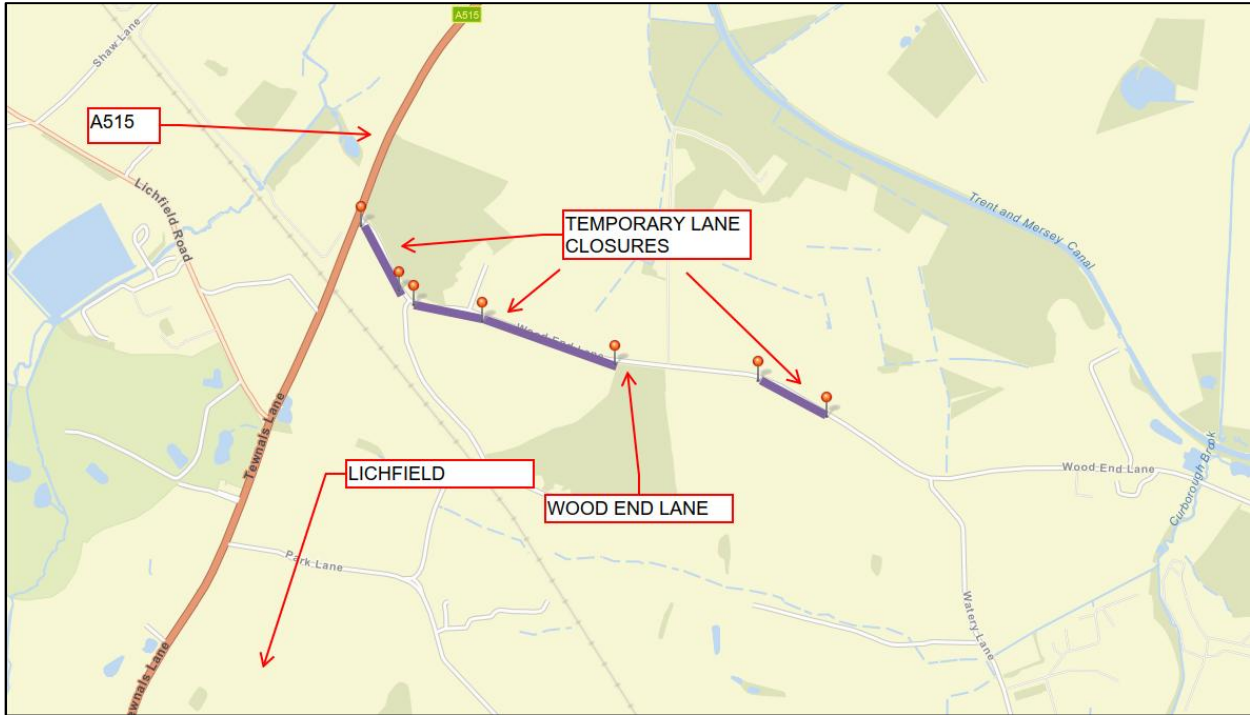 A515
Shaw Lane
A515
Lichfield Road
TEMPORARY LANE
CLOSURES
Trent and Mersey Canal
Wood End Lane
Tewnals Lane
LICHFIELD
WOOD END LANE
Wood End Lane
Curborough Brook
Park Lane
Watery Lane
Tewnals Lane